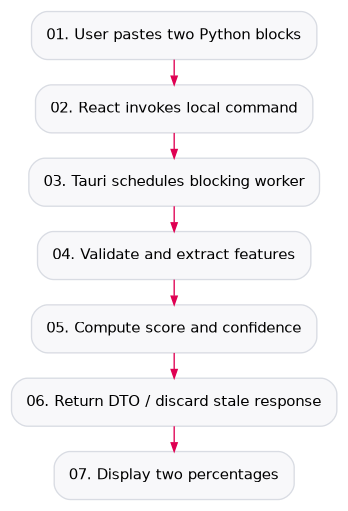 01. User pastes two Python blocks
02. React invokes local command
03. Tauri schedules blocking worker
04. Validate and extract features
05. Compute score and confidence
06. Return DTO / discard stale response
07. Display two percentages